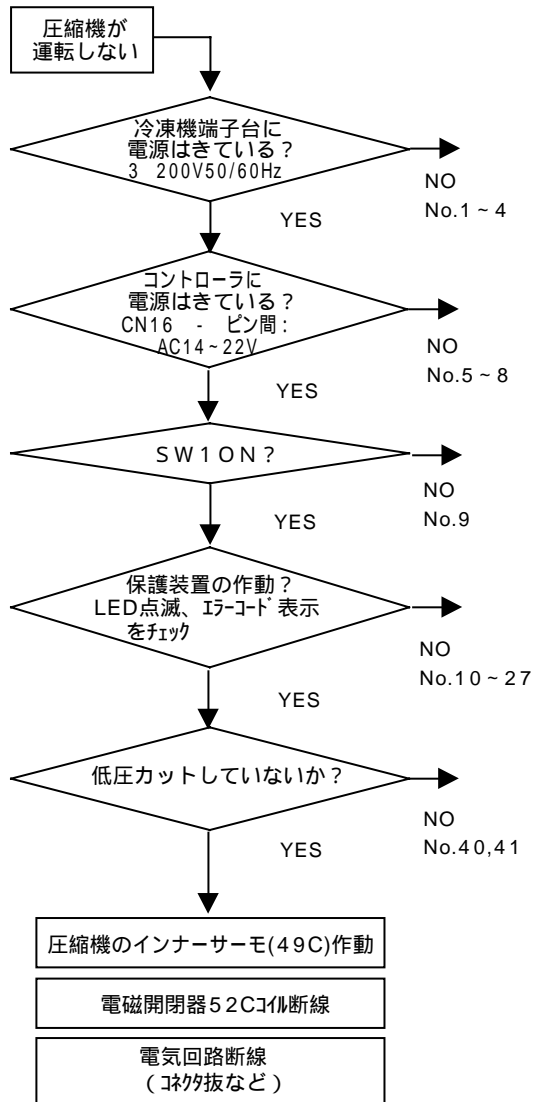 圧縮機が
運転しない
冷凍機端子台に
電源はきている？
3 200V50/60Hz
NO
No.1～4
YES
コントローラに
電源はきている？
CN16 - ピン間：
AC14~22V
NO
No.5～8
YES
ＳＷ１ＯＮ？
NO
No.9
YES
保護装置の作動？
LED点滅、ｴﾗｰｺｰﾄﾞ表示
をﾁｪｯｸ
NO
No.10～27
YES
低圧カットしていないか？
NO
No.40,41
YES
圧縮機のインナーサーモ(49C)作動
電磁開閉器52Cｺｲﾙ断線
電気回路断線
（ｺﾈｸﾀ抜など）